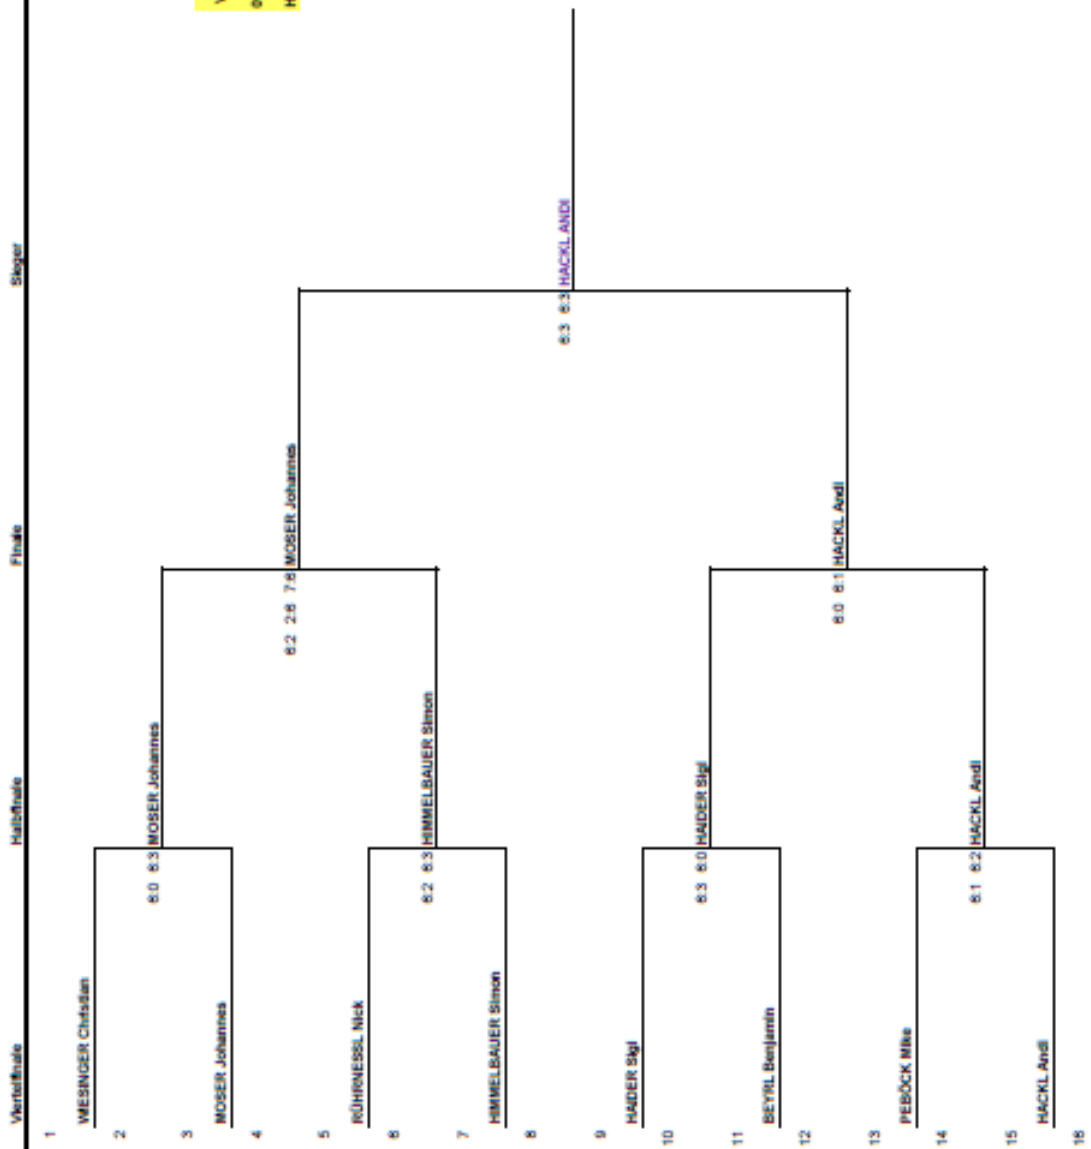 Viertelfinale Halbfinale Finale Sieger
1
WIESINGER Christian
2
6:0 6:3 MOSER Johannes
3
MOSER Johannes
4
6:2 2:6 7:6 MOSER Johannes
5
RÜHRNESSL Nick
6
6:2 6:3 HIMMELBAUER Simon
7
HIMMELBAUER Simon
8
6:3 6:3 HACKL ANDI
9
HAIDER Sigi
10
6:3 6:0 HAIDER Sigi
11
BEYRL Benjamin
12
6:0 6:1 HACKL Andi
13
PEBÖCK Mike
14
6:1 6:2 HACKL Andi
15
HACKL Andi
16